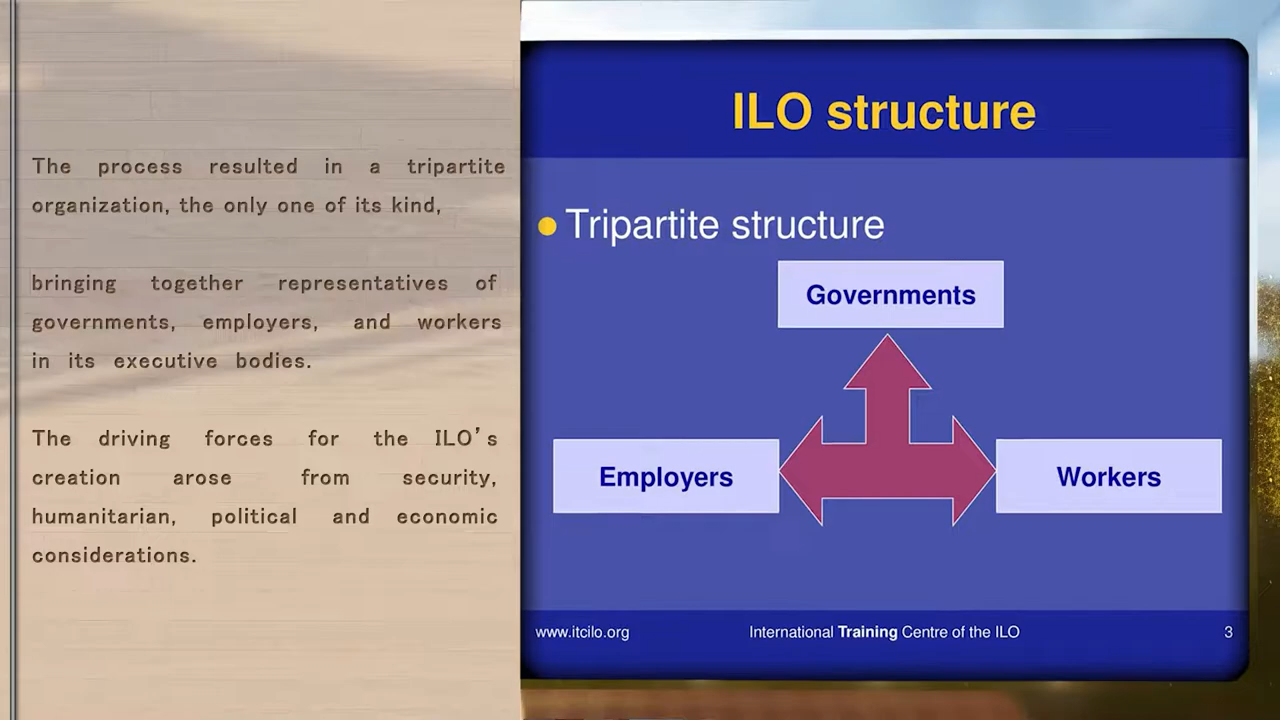 The process resulted in a tripartite
organization, the only one of its kind,
bringing together representatives of
governments, employers, and workers
in its executive bodies.
The driving forces for the ILO’s
creation arose from security,
humanitarian, political and economic
considerations.
ILO structure
Tripartite structure
Governments
Employers
Workers
www.itcilo.org
International Training Centre of the ILO
3